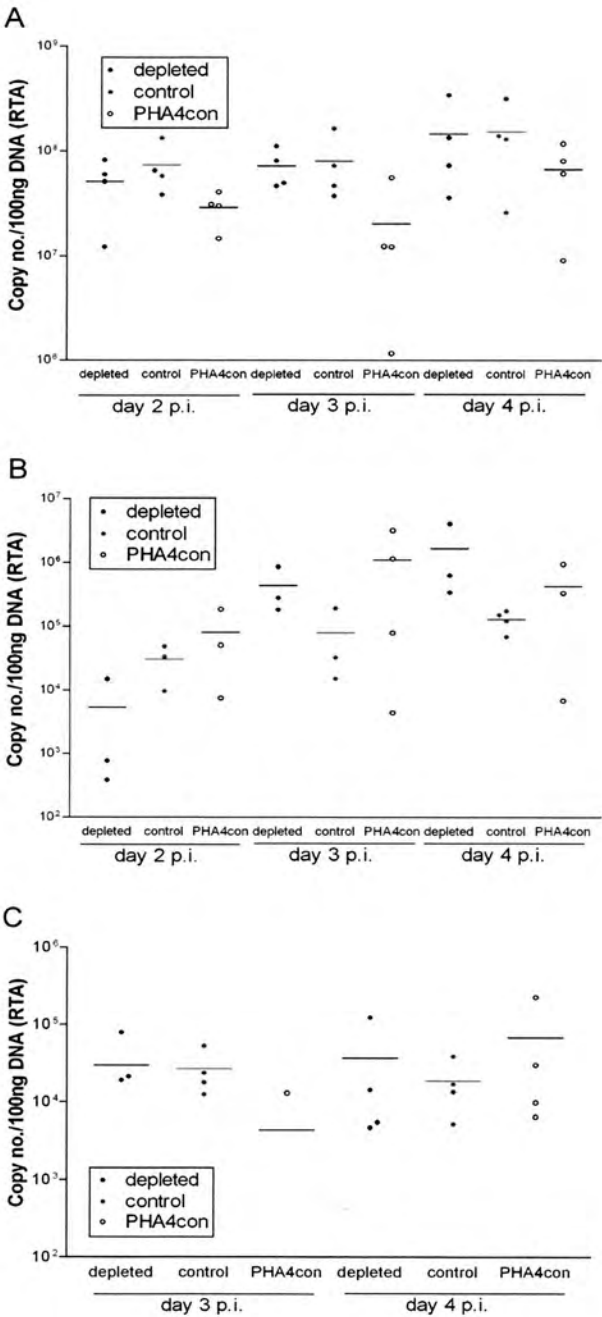 A
Copy no./100ng DNA (RTA)
10⁹
10⁸
10⁷
10⁶
depleted
control
PHA4con
depleted control PHA4con depleted control PHA4con depleted control PHA4con
day 2 p.i. day 3 p.i. day 4 p.i.
B
Copy no./100ng DNA (RTA)
10⁷
10⁶
10⁵
10⁴
10³
10²
depleted
control
PHA4con
depleted control PHA4con depleted control PHA4con depleted control PHA4con
day 2 p.i. day 3 p.i. day 4 p.i.
C
Copy no./100ng DNA (RTA)
10⁶
10⁵
10⁴
10³
10²
depleted
control
PHA4con
depleted control PHA4con depleted control PHA4con
day 3 p.i. day 4 p.i.